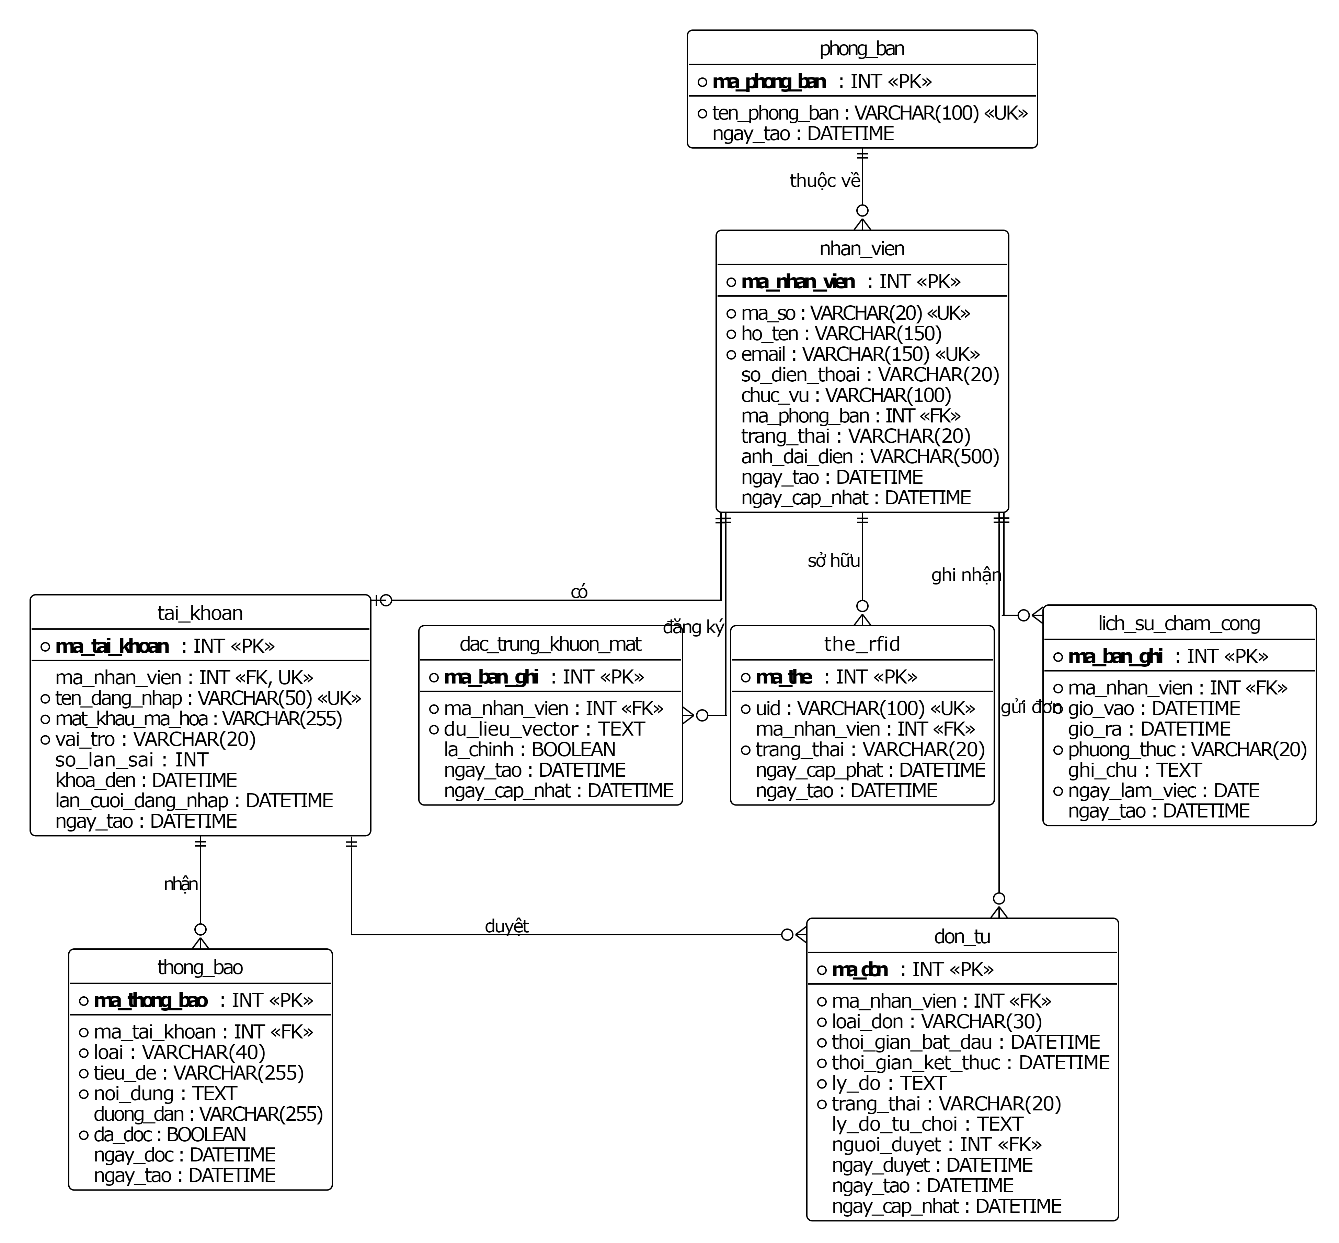 phong_ban
ma_phong_ban : INT «PK»
ten_phong_ban : VARCHAR(100) «UK»
ngay_tao : DATETIME
thuộc về
nhan_vien
ma_nhan_vien : INT «PK»
ma_so : VARCHAR(20) «UK»
ho_ten : VARCHAR(150)
email : VARCHAR(150) «UK»
so_dien_thoai : VARCHAR(20)
chuc_vu : VARCHAR(100)
ma_phong_ban : INT «FK»
trang_thai : VARCHAR(20)
anh_dai_dien : VARCHAR(500)
ngay_tao : DATETIME
ngay_cap_nhat : DATETIME
có
đăng ký
sở hữu
ghi nhận
gửi đơn
tai_khoan
ma_tai_khoan : INT «PK»
ma_nhan_vien : INT «FK, UK»
ten_dang_nhap : VARCHAR(50) «UK»
mat_khau_ma_hoa : VARCHAR(255)
vai_tro : VARCHAR(20)
so_lan_sai : INT
khoa_den : DATETIME
lan_cuoi_dang_nhap : DATETIME
ngay_tao : DATETIME
dac_trung_khuon_mat
ma_ban_ghi : INT «PK»
ma_nhan_vien : INT «FK»
du_lieu_vector : TEXT
la_chinh : BOOLEAN
ngay_tao : DATETIME
ngay_cap_nhat : DATETIME
the_rfid
ma_the : INT «PK»
uid : VARCHAR(100) «UK»
ma_nhan_vien : INT «FK»
trang_thai : VARCHAR(20)
ngay_cap_phat : DATETIME
ngay_tao : DATETIME
lich_su_cham_cong
ma_ban_ghi : INT «PK»
ma_nhan_vien : INT «FK»
gio_vao : DATETIME
gio_ra : DATETIME
phuong_thuc : VARCHAR(20)
ghi_chu : TEXT
ngay_lam_viec : DATE
ngay_tao : DATETIME
nhận
duyệt
thong_bao
ma_thong_bao : INT «PK»
ma_tai_khoan : INT «FK»
loai : VARCHAR(40)
tieu_de : VARCHAR(255)
noi_dung : TEXT
duong_dan : VARCHAR(255)
da_doc : BOOLEAN
ngay_doc : DATETIME
ngay_tao : DATETIME
don_tu
ma_don : INT «PK»
ma_nhan_vien : INT «FK»
loai_don : VARCHAR(30)
thoi_gian_bat_dau : DATETIME
thoi_gian_ket_thuc : DATETIME
ly_do : TEXT
trang_thai : VARCHAR(20)
ly_do_tu_choi : TEXT
nguoi_duyet : INT «FK»
ngay_duyet : DATETIME
ngay_tao : DATETIME
ngay_cap_nhat : DATETIME